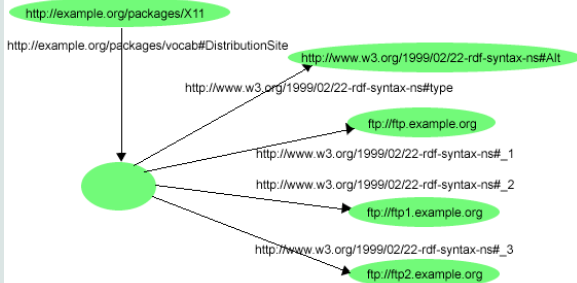 http://example.org/packages/X11
http://example.org/packages/vocab#DistributionSite
http://www.w3.org/1999/02/22-rdf-syntax-ns#Alt
http://www.w3.org/1999/02/22-rdf-syntax-ns#type
ftp://ftp.example.org
http://www.w3.org/1999/02/22-rdf-syntax-ns#_1
http://www.w3.org/1999/02/22-rdf-syntax-ns#_2
ftp://ftp1.example.org
http://www.w3.org/1999/02/22-rdf-syntax-ns#_3
ftp://ftp2.example.org